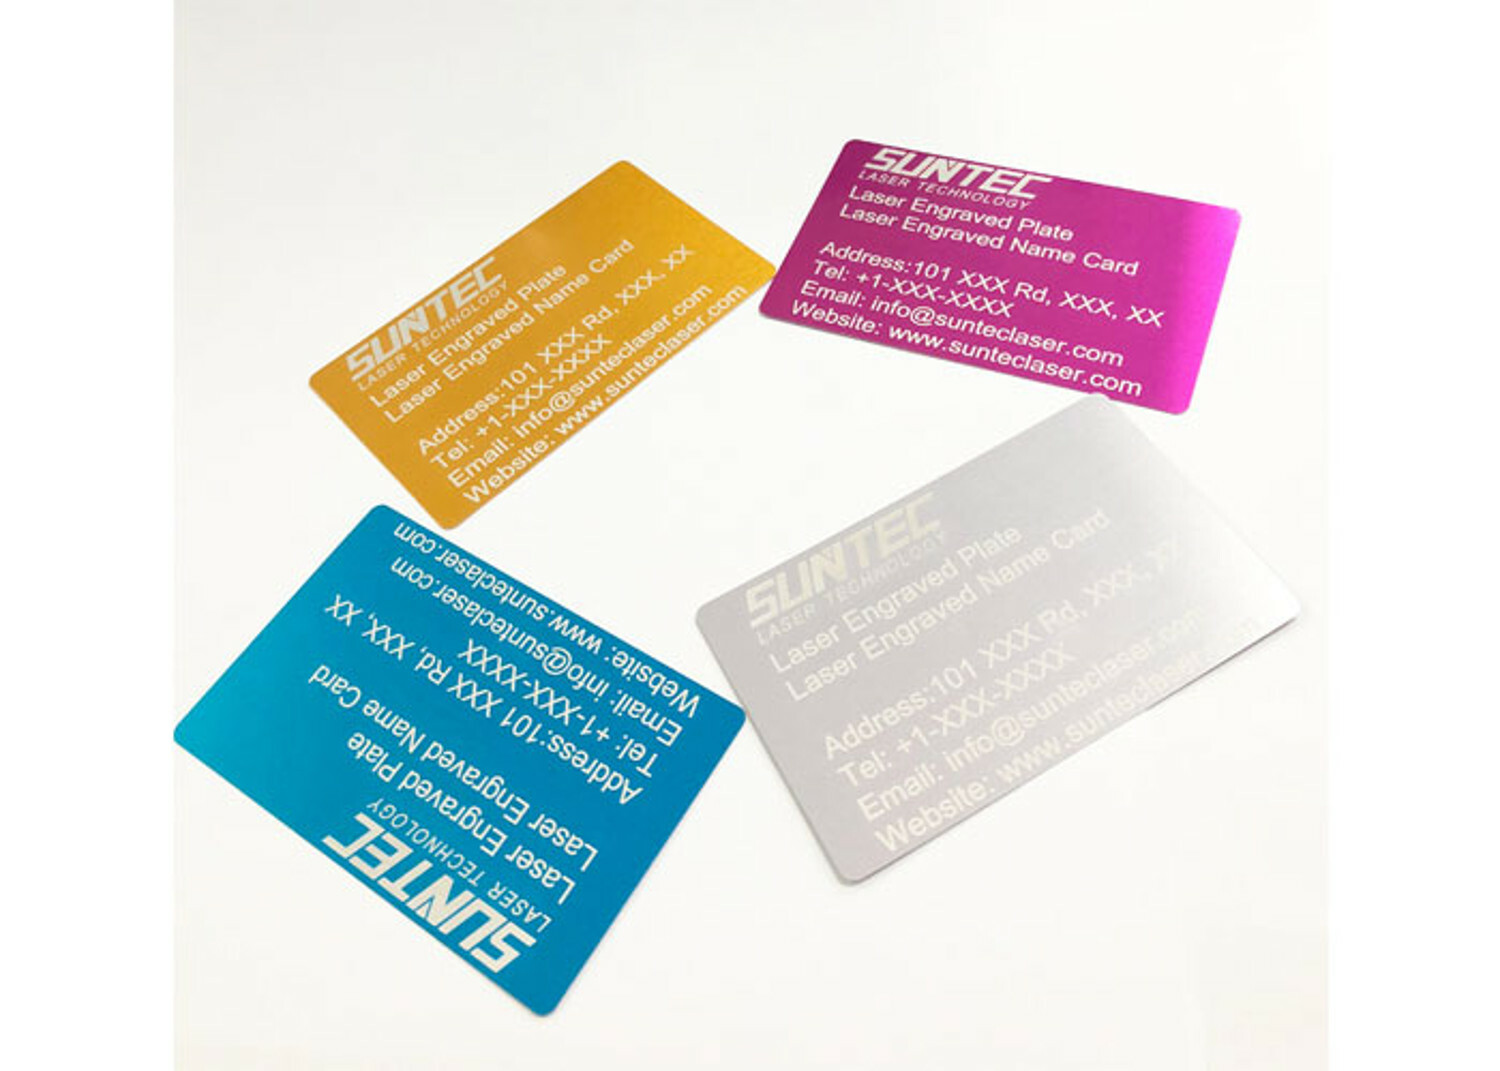 SUNTEC
LASER TECHNOLOGY
Laser Engraved Plate
Laser Engraved Name Card
Address:101 XXX Rd, XXX, XX
Tel: +1-XXX-XXXX
Email: info@sunteclaser.com
Website: www.sunteclaser.com
SUNTEC
LASER TECHNOLOGY
Laser Engraved Plate
Laser Engraved Name Card
Address:101 XXX Rd, XXX, XX
Tel: +1-XXX-XXXX
Email: info@sunteclaser.com
Website: www.sunteclaser.com
SUNTEC
LASER TECHNOLOGY
Laser Engraved Plate
Laser Engraved Name Card
Address:101 XXX Rd, XXX, XX
Tel: +1-XXX-XXXX
Email: info@sunteclaser.com
Website: www.sunteclaser.com
SUNTEC
LASER TECHNOLOGY
Laser Engraved Plate
Laser Engraved Name Card
Address:101 XXX Rd, XXX, XX
Tel: +1-XXX-XXXX
Email: info@sunteclaser.com
Website: www.sunteclaser.com